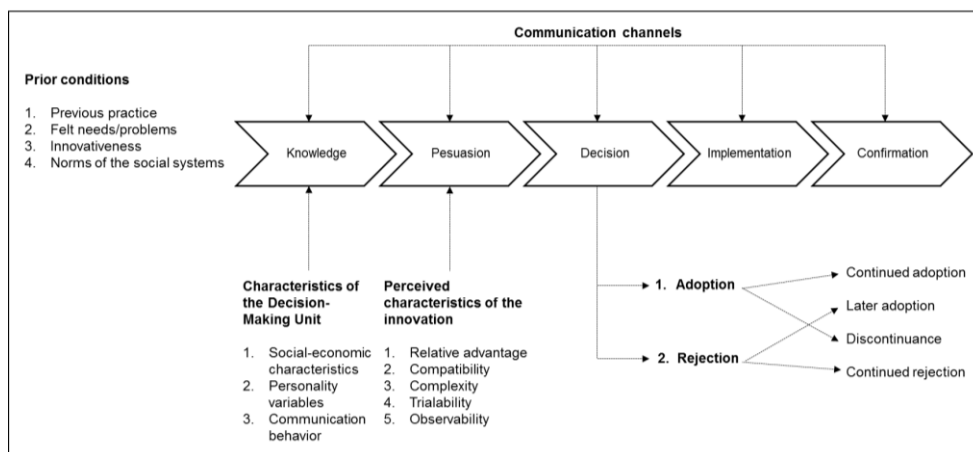 Communication channels
Prior conditions
1. Previous practice
2. Felt needs/problems
3. Innovativeness
4. Norms of the social systems
Knowledge
Pesuasion
Decision
Implementation
Confirmation
Characteristics of
the Decision-
Making Unit
1. Social-economic
characteristics
2. Personality
variables
3. Communication
behavior
Perceived
characteristics of the
innovation
1. Relative advantage
2. Compatibility
3. Complexity
4. Trialability
5. Observability
1. Adoption
2. Rejection
Continued adoption
Later adoption
Discontinuance
Continued rejection